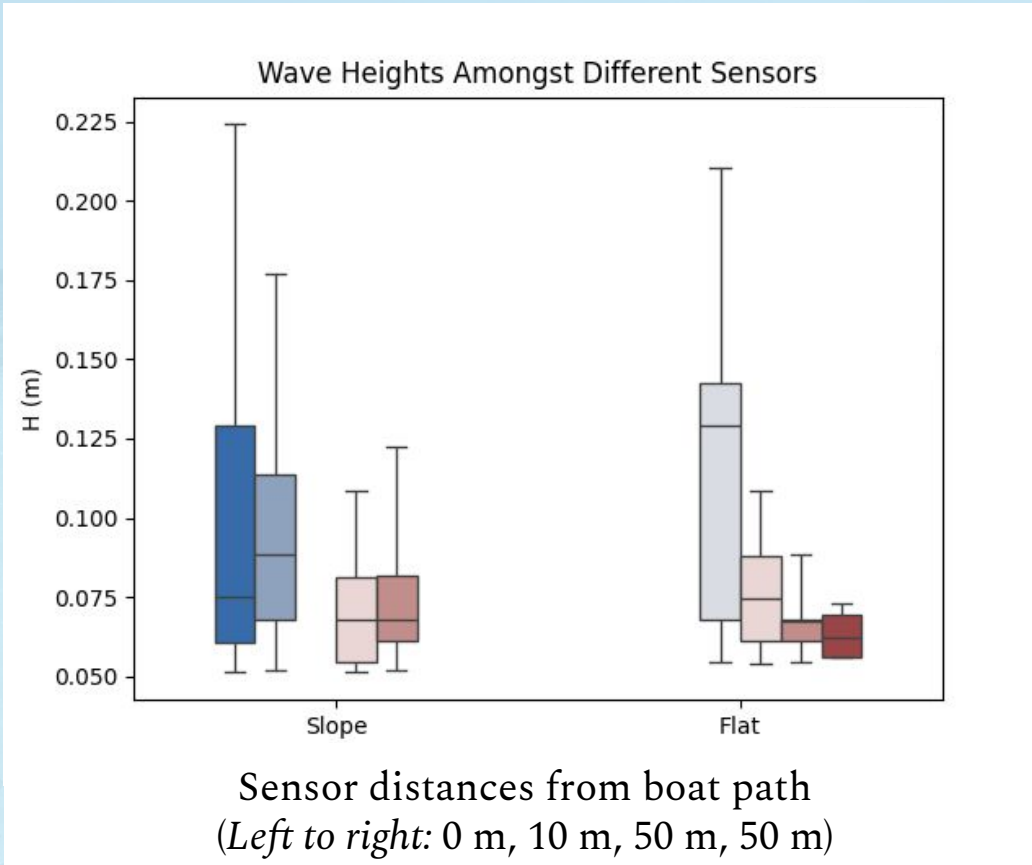 Wave Heights Amongst Different Sensors
0.225
0.200
0.175
0.150
0.125
0.100
0.075
0.050
H (m)
Slope
Flat
Sensor distances from boat path
(Left to right: 0 m, 10 m, 50 m, 50 m)